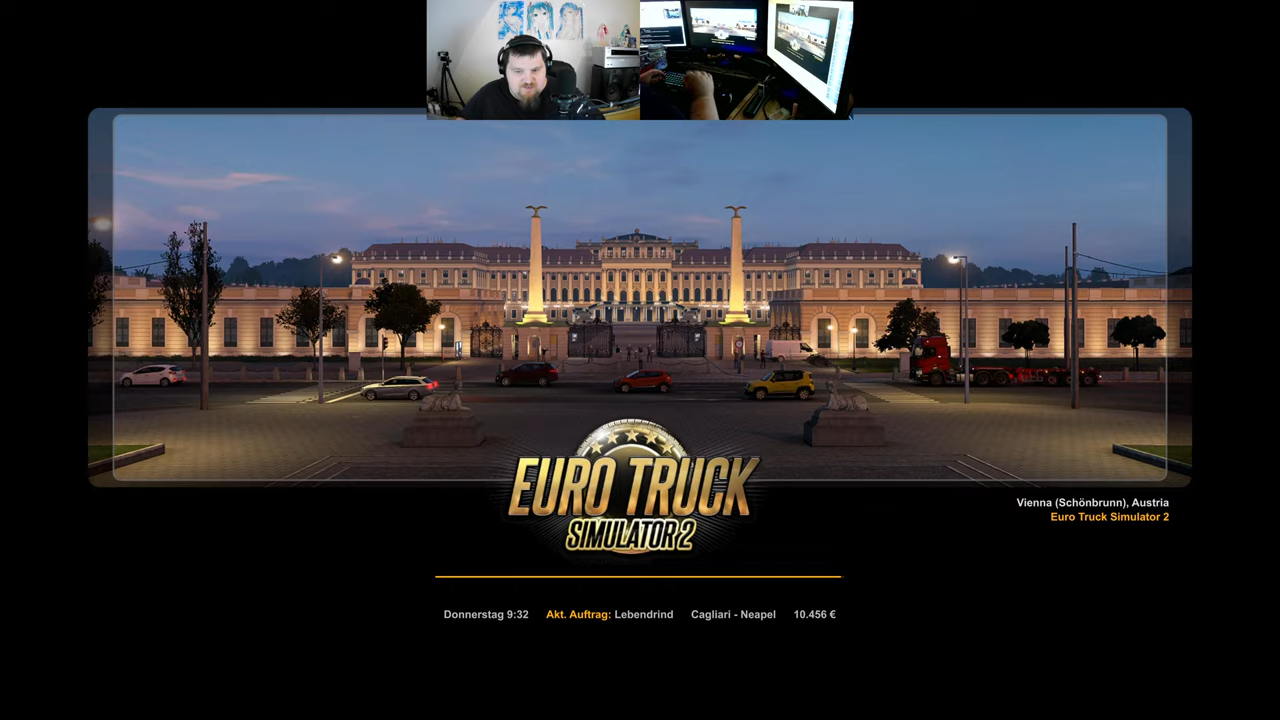 EURO TRUCK
SIMULATOR 2
Vienna (Schönbrunn), Austria
Euro Truck Simulator 2
Donnerstag 9:32 Akt. Auftrag: Lebendrind Cagliari - Neapel 10.456 €